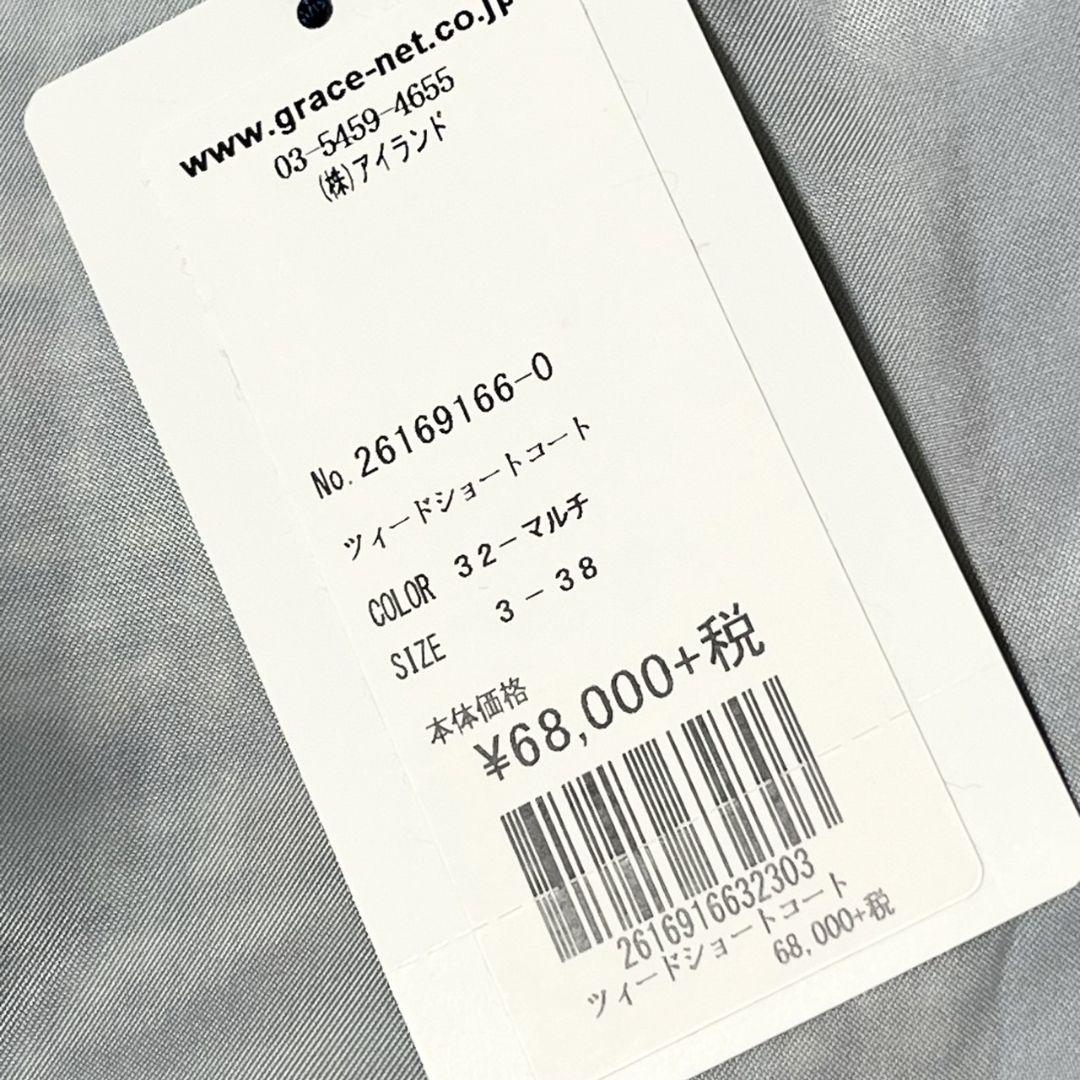 www.grace-net.co.jp
03-5459-4655
(株)アイランド
No.26169166-0
ツィードショートコート
COLOR 32-マルチ
SIZE 3-38
本体価格
¥68,000+税
2616916632303
ツィードショートコート
68,000+税